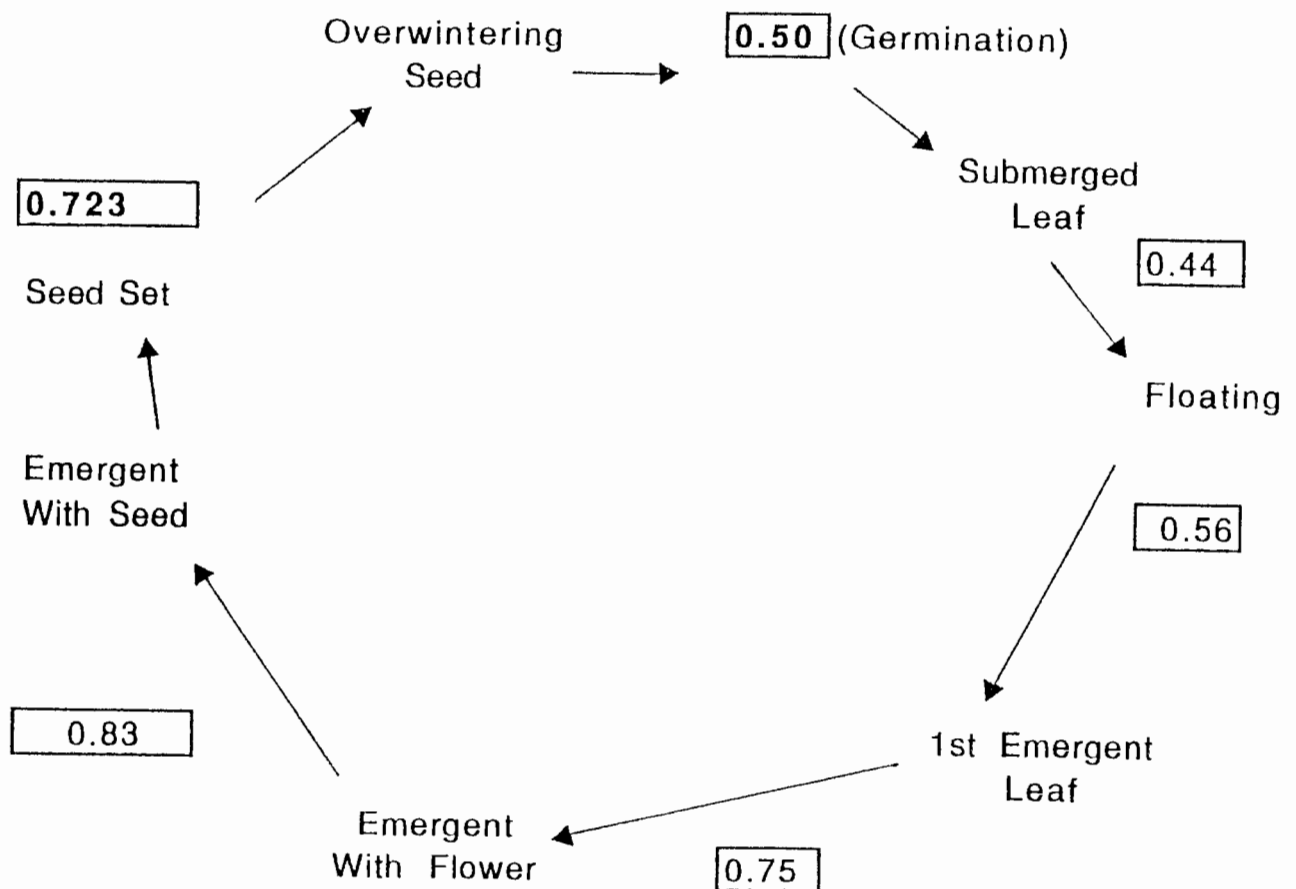 Overwintering
Seed
0.50 (Germination)
Submerged
Leaf
0.44
Floating
0.56
1st Emergent
Leaf
0.75
Emergent
With Flower
0.83
Emergent
With Seed
Seed Set
0.723